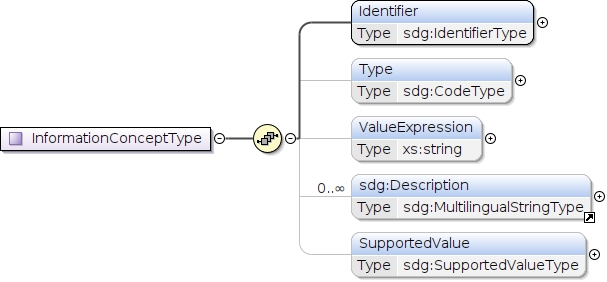 Identifier
Type sdg:IdentifierType
Type
Type sdg:CodeType
InformationConceptType
ValueExpression
Type xs:string
0..∞ sdg:Description
Type sdg:MultilingualStringType
SupportedValue
Type sdg:SupportedValueType